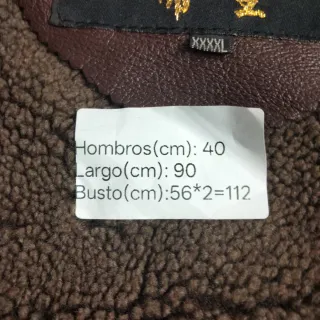 XXXXL
Hombros(cm): 40
Largo(cm): 90
Busto(cm):56*2=112